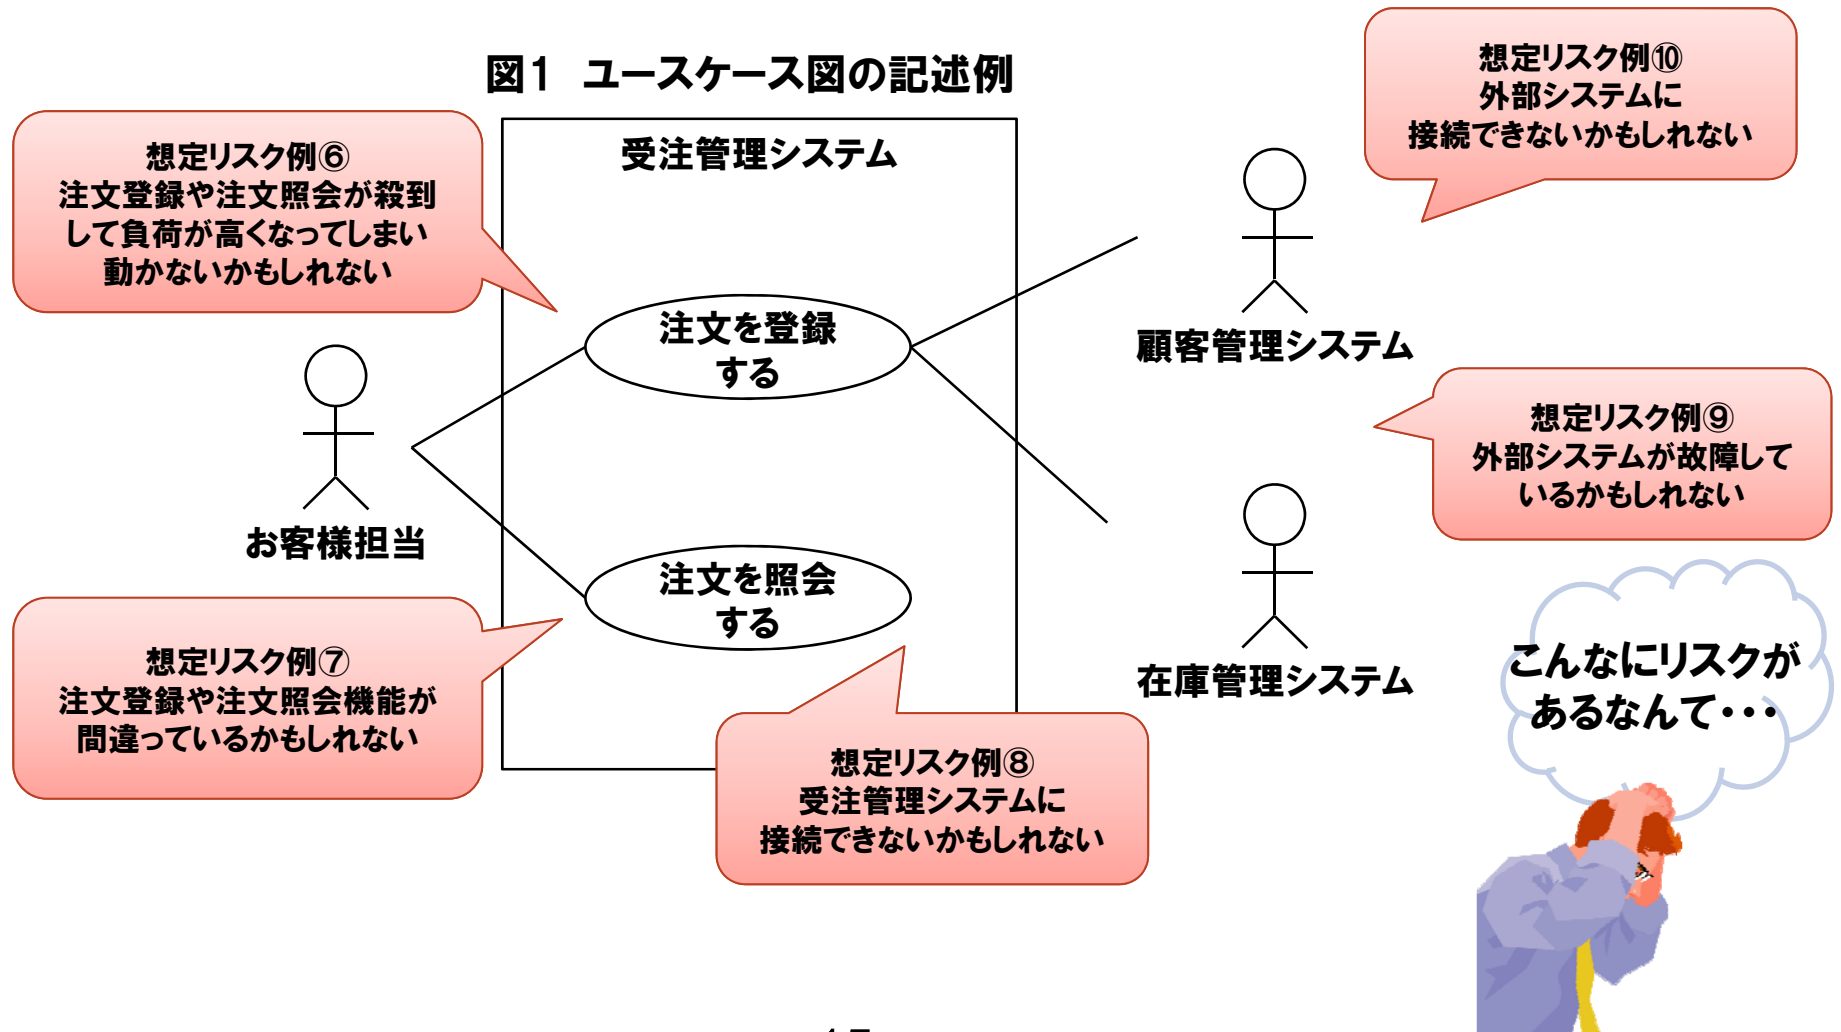 図1　ユースケース図の記述例
想定リスク例⑩
外部システムに
接続できないかもしれない
想定リスク例⑥
注文登録や注文照会が殺到
して負荷が高くなってしまい
動かないかもしれない
受注管理システム
注文を登録
する
顧客管理システム
想定リスク例⑨
外部システムが故障して
いるかもしれない
お客様担当
注文を照会
する
在庫管理システム
想定リスク例⑦
注文登録や注文照会機能が
間違っているかもしれない
想定リスク例⑧
受注管理システムに
接続できないかもしれない
こんなにリスクが
あるなんて・・・